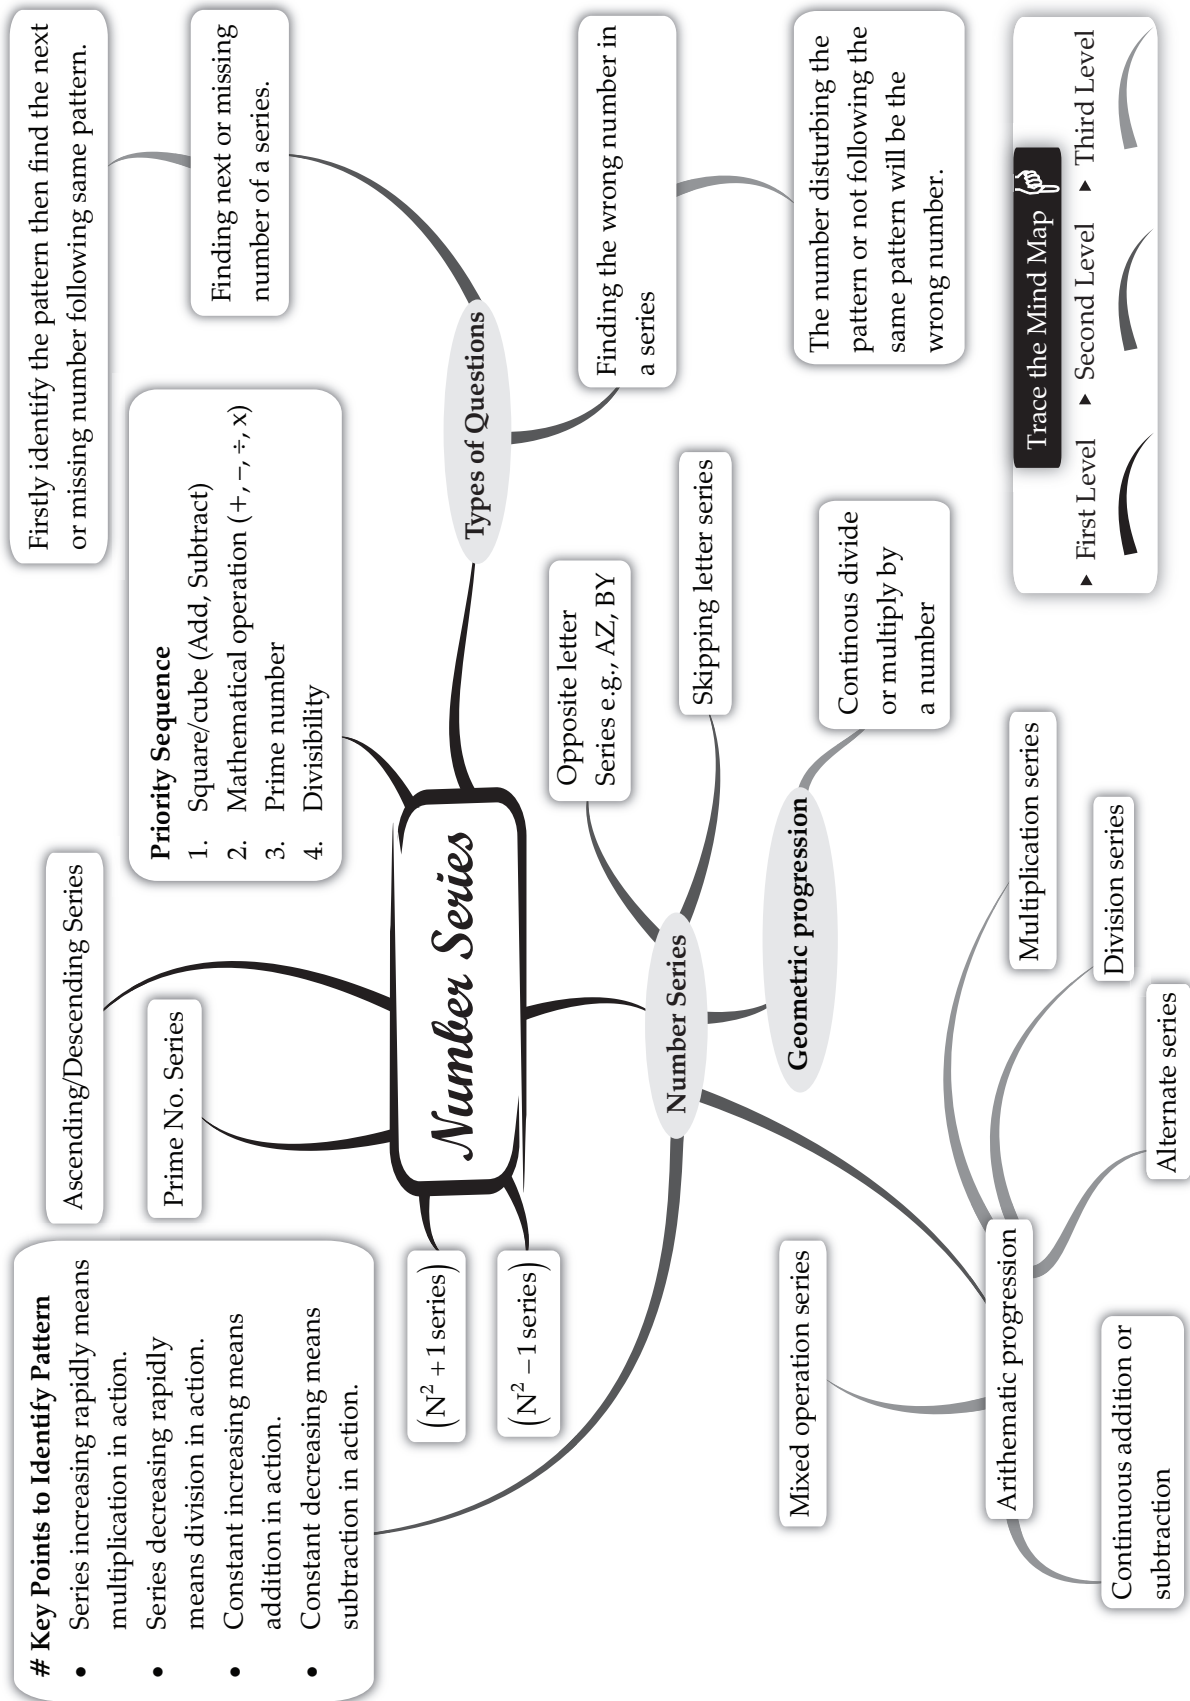 # Key Points to Identify Pattern
• Series increasing rapidly means
multiplication in action.
• Series decreasing rapidly
means division in action.
• Constant increasing means
addition in action.
• Constant decreasing means
subtraction in action.
Ascending/Descending Series
Prime No. Series
(N² + 1 series)
(N² − 1 series)
Number Series
Priority Sequence
1. Square/cube (Add, Subtract)
2. Mathematical operation (+, −, ÷, x)
3. Prime number
4. Divisibility
Firstly identify the pattern then find the next
or missing number following same pattern.
Finding next or missing
number of a series.
Types of Questions
Finding the wrong number in
a series
The number disturbing the
pattern or not following the
same pattern will be the
wrong number.
Opposite letter
Series e.g., AZ, BY
Skipping letter series
Number Series
Geometric progression
Continous divide
or multiply by
a number
Mixed operation series
Arithematic progression
Continuous addition or
subtraction
Multiplication series
Division series
Alternate series
Trace the Mind Map
▸ First Level ▸ Second Level ▸ Third Level